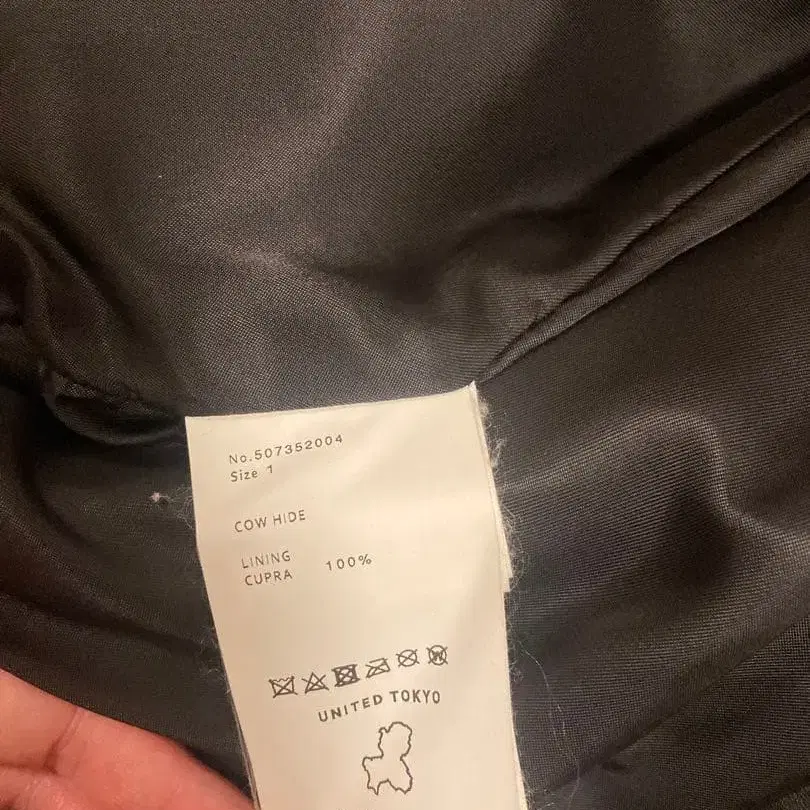 No.507352004
Size 1
COW HIDE
LINING
CUPRA 100%
UNITED TOKYO